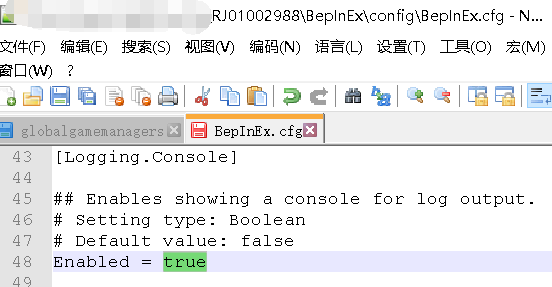 RJ01002988\BepInEx\config\BepInEx.cfg - N...
文件(F) 编辑(E) 搜索(S) 视图(V) 编码(N) 语言(L) 设置(T) 工具(O) 宏(M)
窗口(W) ?
globalgamemanagers BepInEx.cfg
43 [Logging.Console]
44
45 ## Enables showing a console for log output.
46 # Setting type: Boolean
47 # Default value: false
48 Enabled = true
49